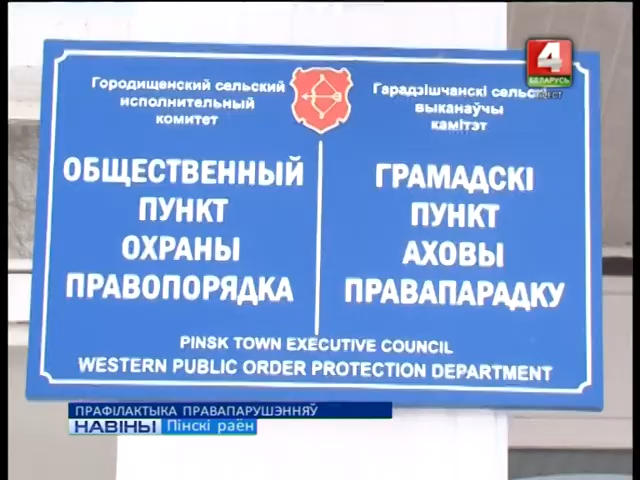 4
БЕЛАРУСЬ
БРЕСТ
Городищенский сельский
исполнительный
комитет
ОБЩЕСТВЕННЫЙ
ПУНКТ
ОХРАНЫ
ПРАВОПОРЯДКА
Гарадзішчанскі сельскі
выканаўчы
камітэт
ГРАМАДСКІ
ПУНКТ
АХОВЫ
ПРАВАПАРАДКУ
PINSK TOWN EXECUTIVE COUNCIL
WESTERN PUBLIC ORDER PROTECTION DEPARTMENT
ПРАФІЛАКТЫКА ПРАВАПАРУШЭННЯЎ
НАВІНЫ Пінскі раён